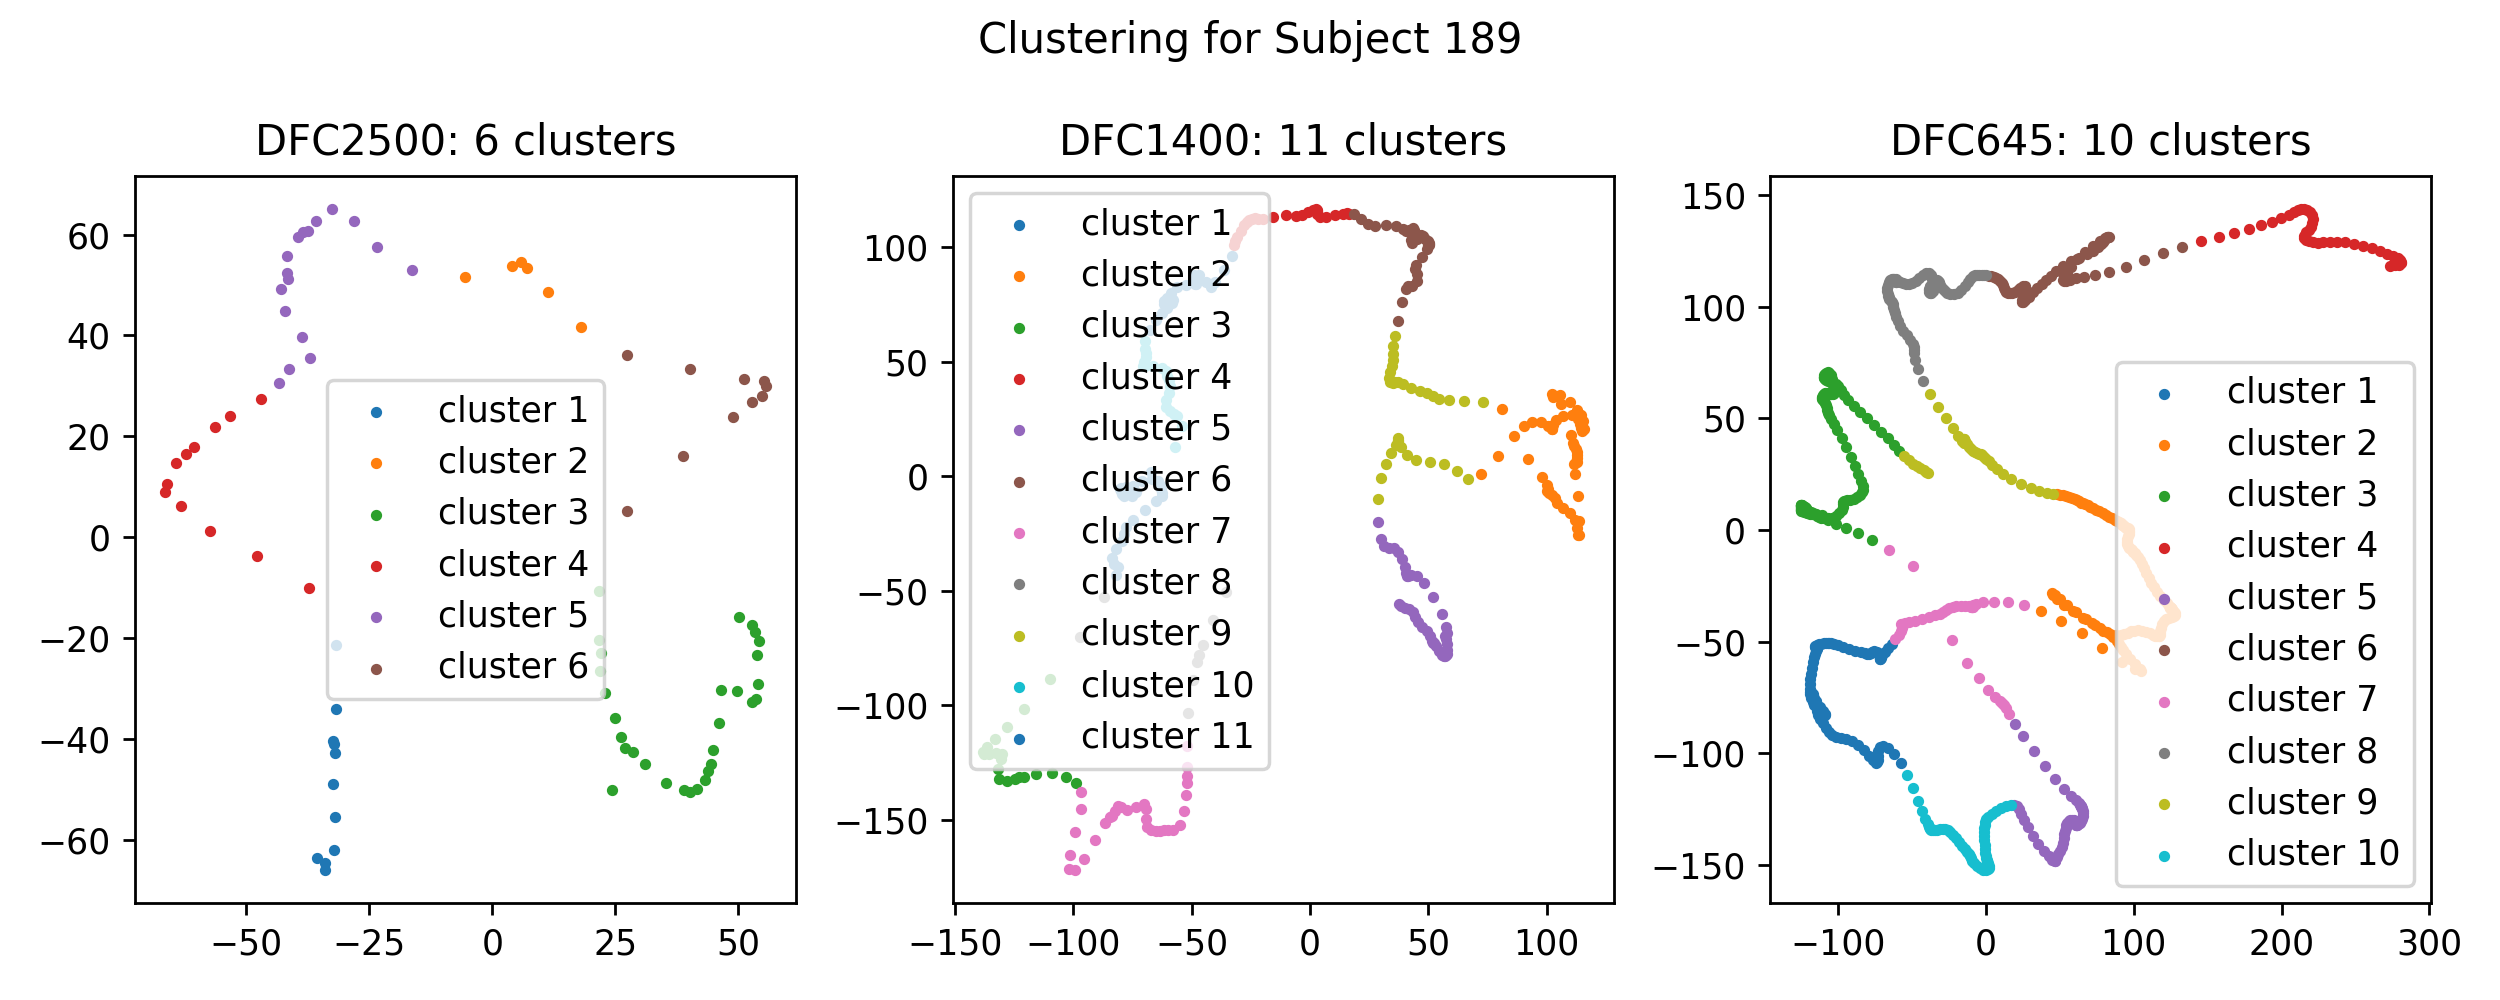 Clustering for Subject 189
DFC2500: 6 clusters
60
40
20
0
−20
−40
−60
−50
−25
0
25
50
cluster 1
cluster 2
cluster 3
cluster 4
cluster 5
cluster 6
DFC1400: 11 clusters
100
50
0
−50
−100
−150
−150
−100
−50
0
50
100
cluster 1
cluster 2
cluster 3
cluster 4
cluster 5
cluster 6
cluster 7
cluster 8
cluster 9
cluster 10
cluster 11
DFC645: 10 clusters
150
100
50
0
−50
−100
−150
−100
0
100
200
300
cluster 1
cluster 2
cluster 3
cluster 4
cluster 5
cluster 6
cluster 7
cluster 8
cluster 9
cluster 10